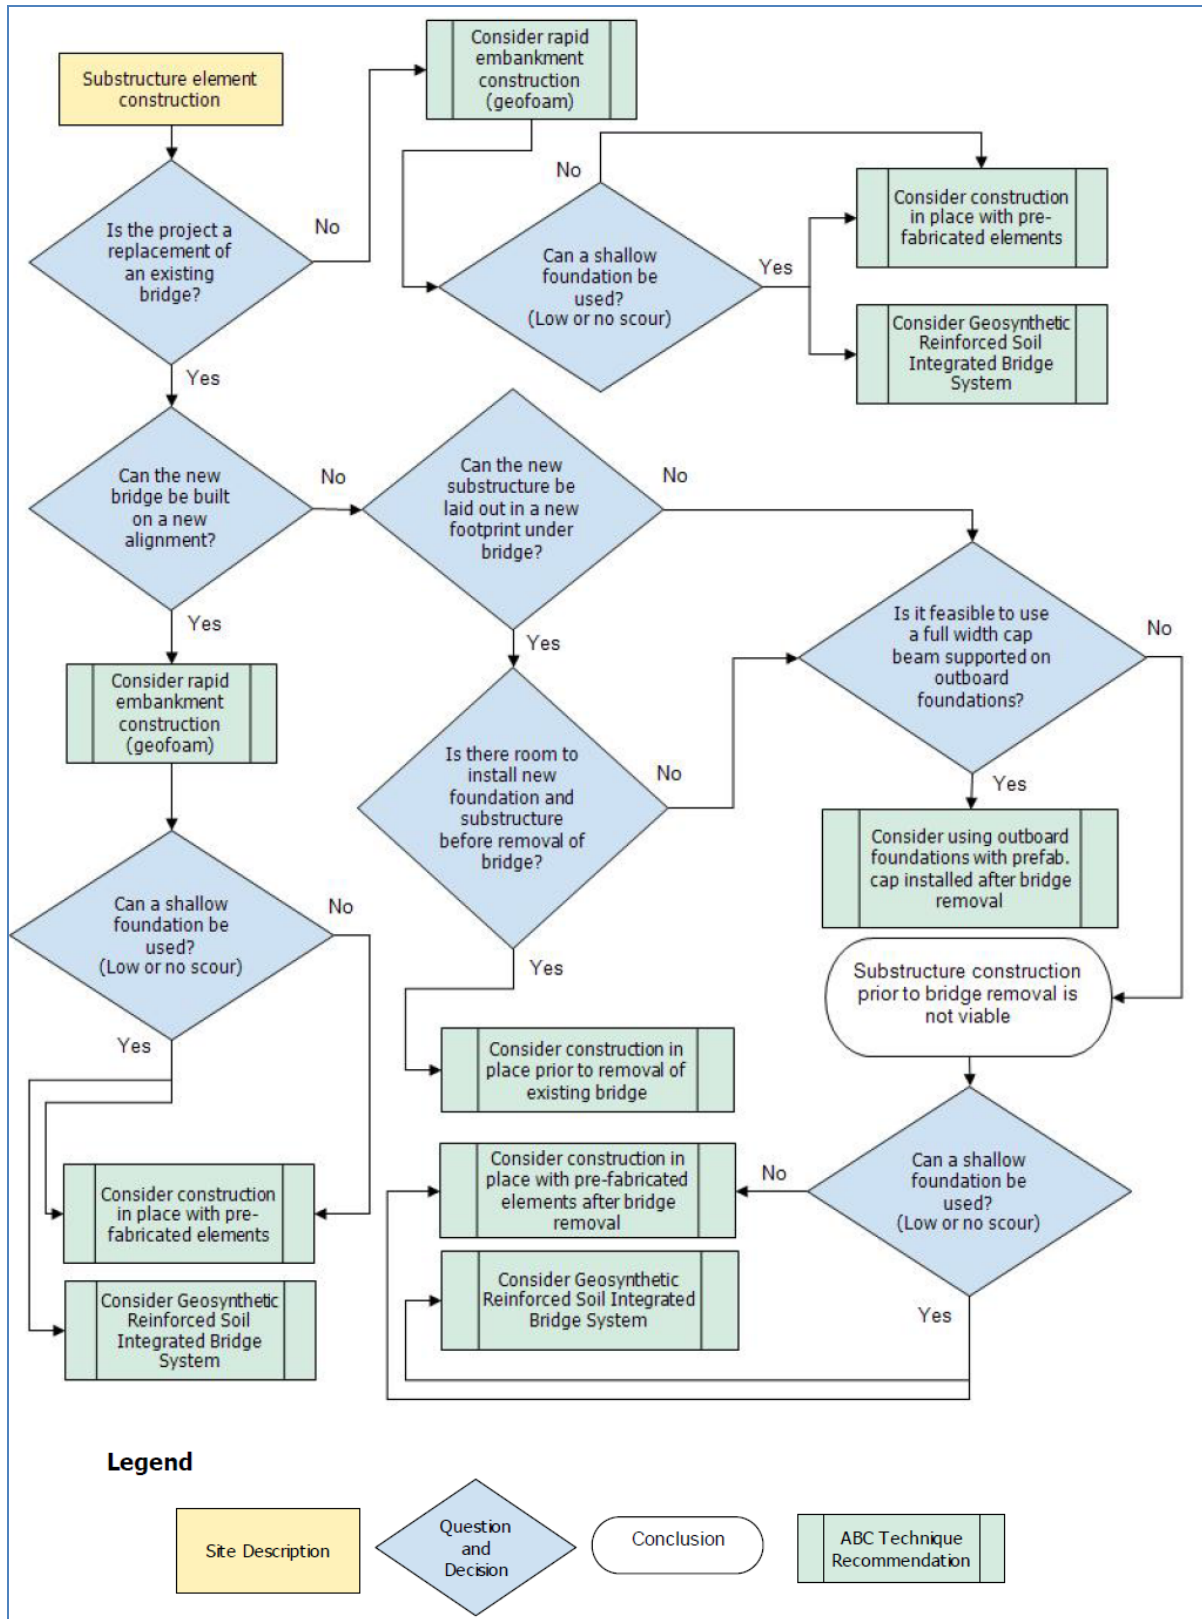 Consider rapid
embankment
construction
(geofoam)
Substructure element
construction
No
Is the project a
replacement of
an existing
bridge?
No
Consider construction
in place with pre-
fabricated elements
Can a shallow
foundation be
used?
(Low or no scour)
Yes
Consider Geosynthetic
Reinforced Soil
Integrated Bridge
System
Yes
Can the new
bridge be built
on a new
alignment?
No
Can the new
substructure be
laid out in a new
footprint under
bridge?
No
Yes
Yes
Is it feasible to use
a full width cap
beam supported on
outboard
foundations?
No
Consider rapid
embankment
construction
(geofoam)
Is there room to
install new
foundation and
substructure
before removal of
bridge?
No
Yes
Consider using outboard
foundations with prefab.
cap installed after bridge
removal
Can a shallow
foundation be
used?
(Low or no scour)
No
Yes
Substructure construction
prior to bridge removal is
not viable
Yes
Consider construction in
place prior to removal of
existing bridge
Consider construction in
place with pre-fabricated
elements after bridge
removal
No
Can a shallow
foundation be
used?
(Low or no scour)
Consider construction
in place with pre-
fabricated elements
Consider Geosynthetic
Reinforced Soil Integrated
Bridge System
Yes
Consider Geosynthetic
Reinforced Soil
Integrated Bridge
System
Legend
Site Description
Question
and
Decision
Conclusion
ABC Technique
Recommendation